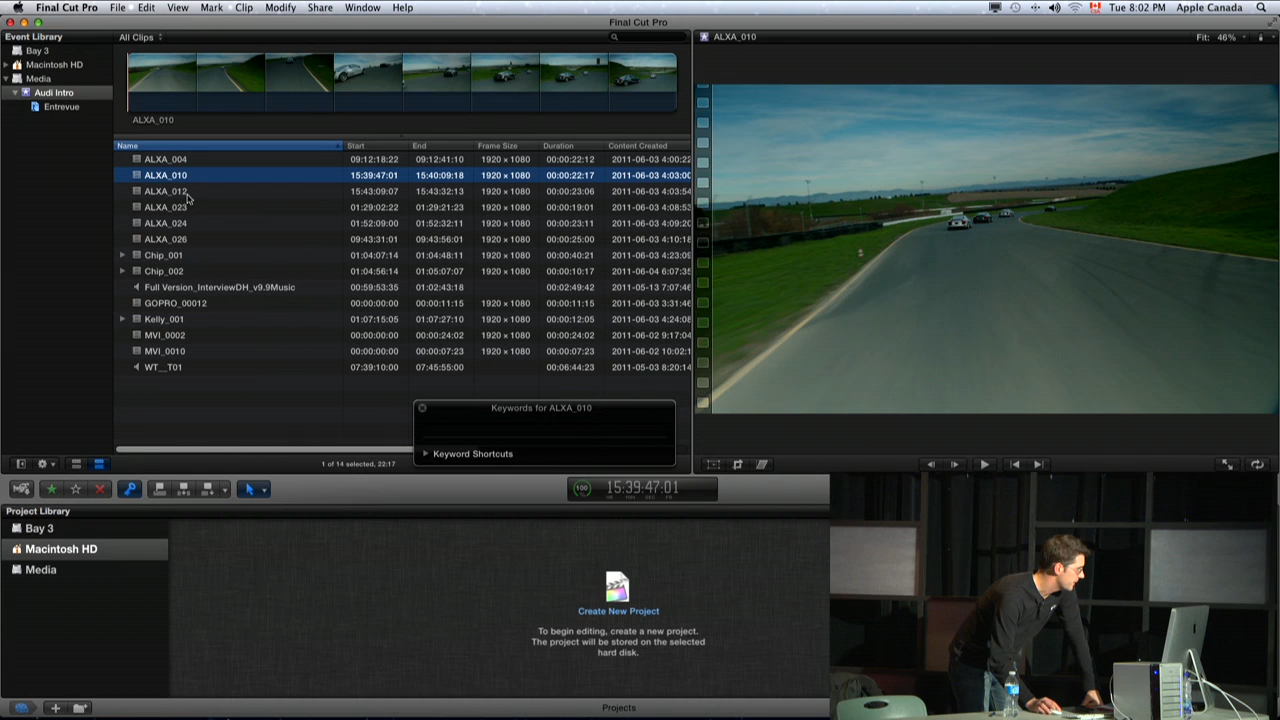 Final Cut Pro File Edit View Mark Clip Modify Share Window Help Tue 8:02 PM Apple Canada
Final Cut Pro
Event Library
Bay 3
Macintosh HD
Media
Audi Intro
Entrevue
All Clips
ALXA_010
Name Start End Frame Size Duration Content Created
ALXA_004 09:12:18:22 09:12:41:10 1920 × 1080 00:00:22:12 2011-06-03 4:00:22
ALXA_010 15:39:47:01 15:40:09:18 1920 × 1080 00:00:22:17 2011-06-03 4:03:00
ALXA_012 15:43:09:07 15:43:32:13 1920 × 1080 00:00:23:06 2011-06-03 4:03:54
ALXA_023 01:29:02:22 01:29:21:23 1920 × 1080 00:00:19:01 2011-06-03 4:08:53
ALXA_024 01:52:09:00 01:52:32:11 1920 × 1080 00:00:23:11 2011-06-03 4:09:20
ALXA_026 09:43:31:01 09:43:56:01 1920 × 1080 00:00:25:00 2011-06-03 4:10:18
Chip_001 01:04:07:14 01:04:48:11 1920 × 1080 00:00:40:21 2011-06-03 4:23:09
Chip_002 01:04:56:14 01:05:07:07 1920 × 1080 00:00:10:17 2011-06-04 6:07:35
Full Version_InterviewDH_v9.9Music 00:59:53:35 01:02:43:18 00:02:49:42 2011-05-13 7:07:46
GOPRO_00012 00:00:00:00 00:00:11:15 1920 × 1080 00:00:11:15 2011-06-03 3:31:46
Kelly_001 01:07:15:05 01:07:27:10 1920 × 1080 00:00:12:05 2011-06-03 4:24:08
MVI_0002 00:00:00:00 00:00:24:02 1920 × 1080 00:00:24:02 2011-06-02 9:17:04
MVI_0010 00:00:00:00 00:00:07:23 1920 × 1080 00:00:07:23 2011-06-02 10:02:1
WT__T01 07:39:10:00 07:45:55:00 00:06:44:23 2011-05-03 8:20:14
Keywords for ALXA_010
Keyword Shortcuts
1 of 14 selected, 22:17
ALXA_010 Fit: 46%
100 15:39:47:01
HR MIN SEC FR
Project Library
Bay 3
Macintosh HD
Media
Create New Project
To begin editing, create a new project.
The project will be stored on the selected
hard disk.
Projects